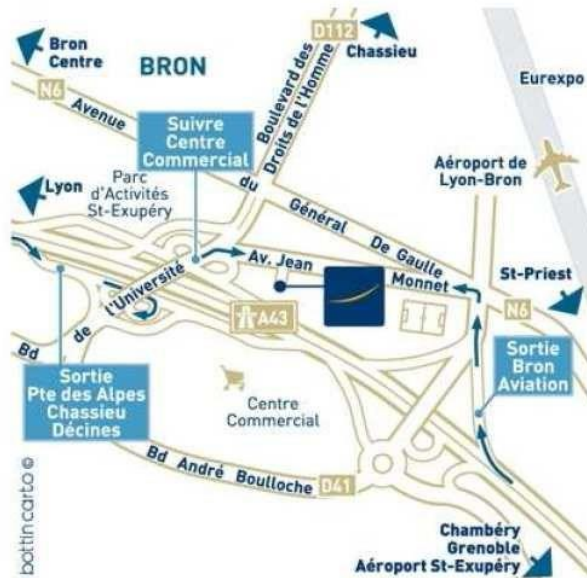 D112
Chassieu
Bron
Centre
BRON
Eurexpo
N6
Avenue
du
Général
De Gaulle
Boulevard des
Droits de l'Homme
Suivre
Centre
Commercial
Aéroport de
Lyon-Bron
Parc
d'Activités
St-Exupéry
Lyon
Av. Jean
Monnet
St-Priest
N6
Bd
de
l'Université
A43
Sortie
Bron
Aviation
Sortie
Pte des Alpes
Chassieu
Décines
Centre
Commercial
Bd André Boulloche
D41
Chambéry
Grenoble
Aéroport St-Exupéry
bottin carto ©